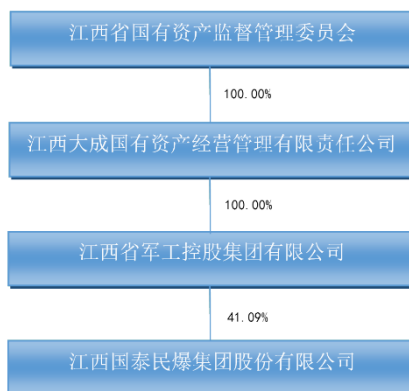 江西省国有资产监督管理委员会
100.00%
江西大成国有资产经营管理有限责任公司
100.00%
江西省军工控股集团有限公司
41.09%
江西国泰民爆集团股份有限公司